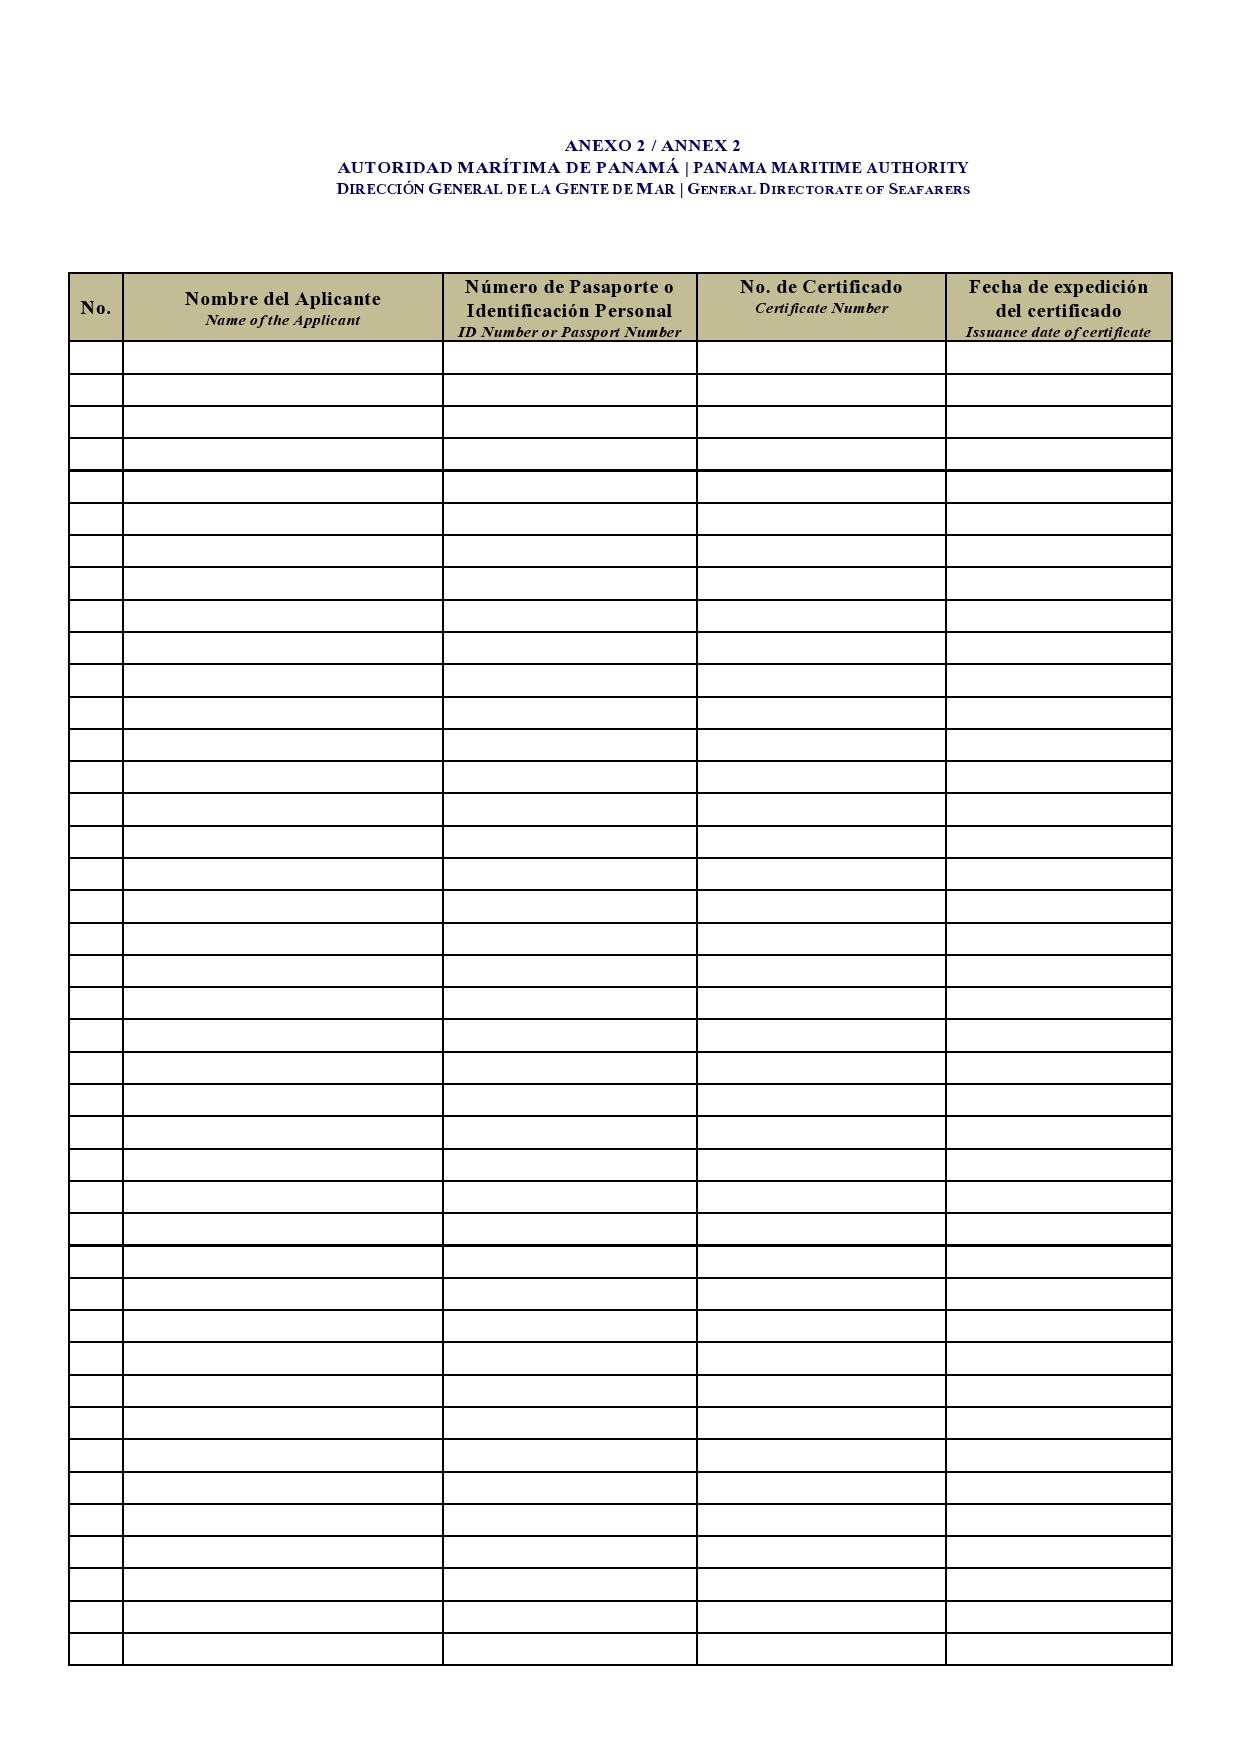 ANEXO 2 / ANNEX 2
AUTORIDAD MARÍTIMA DE PANAMÁ | PANAMA MARITIME AUTHORITY
DIRECCIÓN GENERAL DE LA GENTE DE MAR | GENERAL DIRECTORATE OF SEAFARERS
No.
Nombre del Aplicante
Name of the Applicant
Número de Pasaporte o
Identificación Personal
ID Number or Passport Number
No. de Certificado
Certificate Number
Fecha de expedición
del certificado
Issuance date of certificate